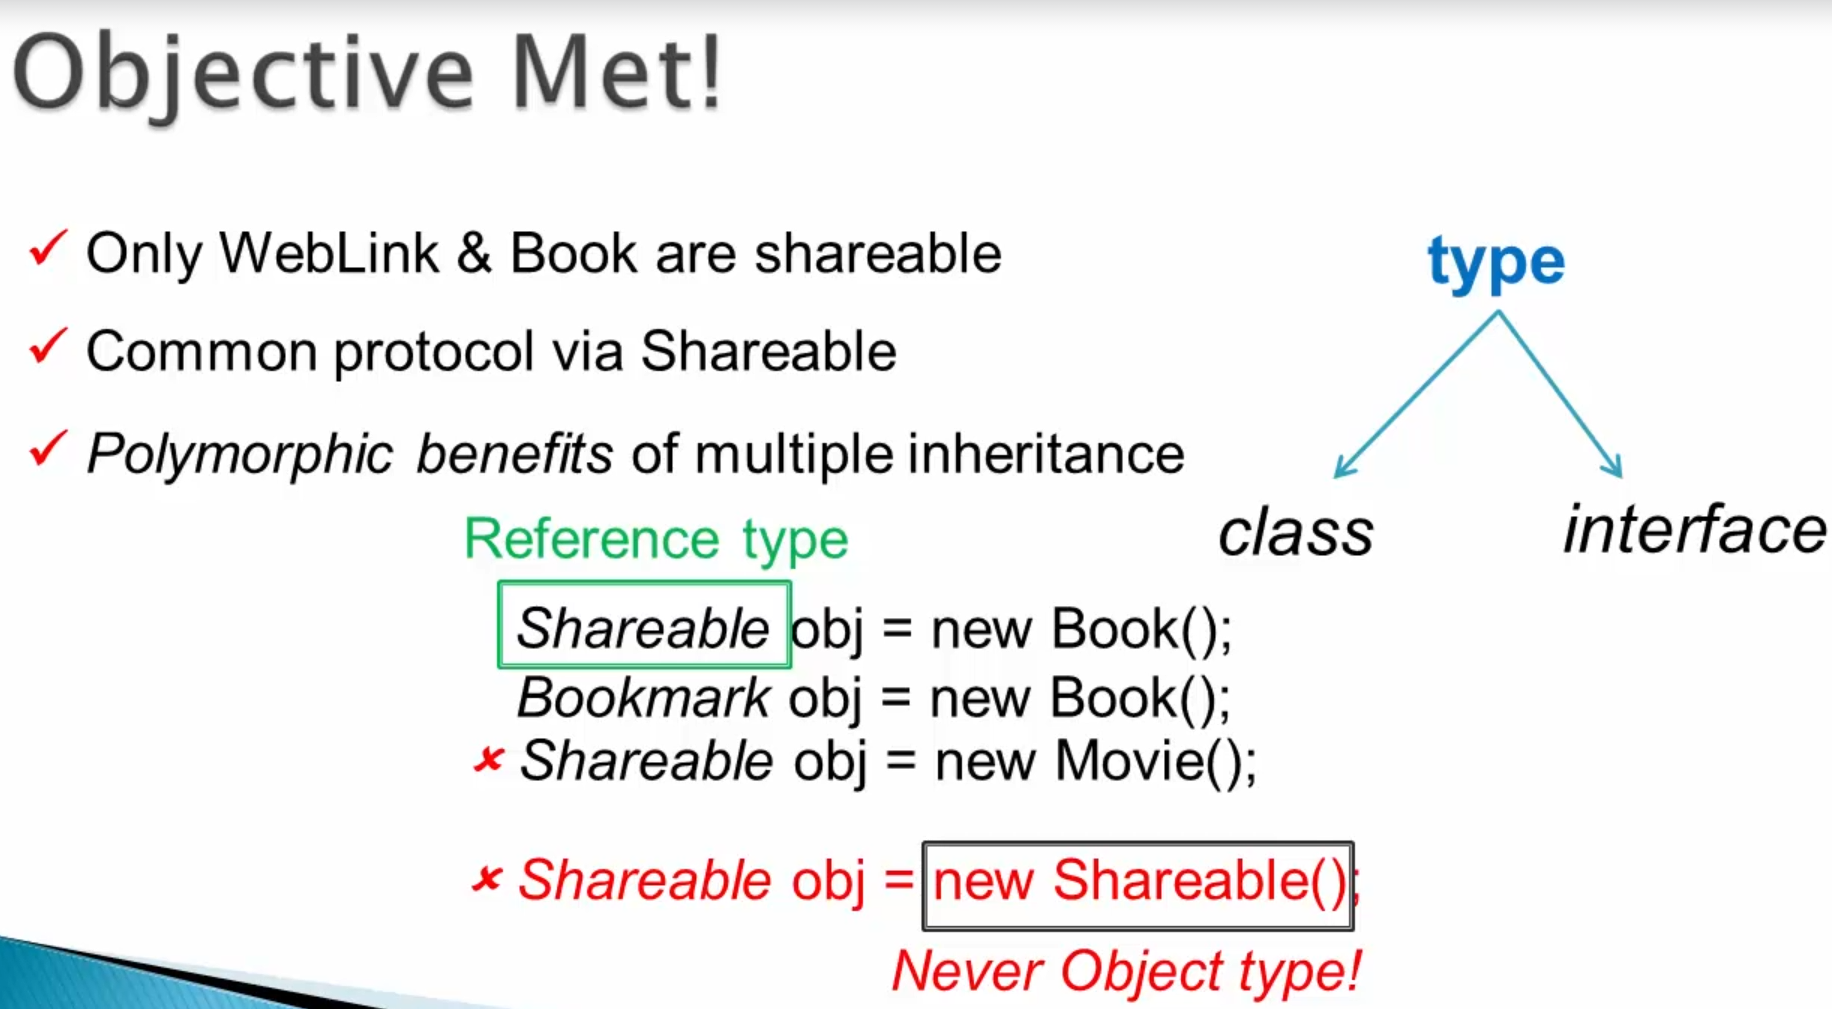 Objective Met!
✓ Only WebLink & Book are shareable
✓ Common protocol via Shareable
✓ Polymorphic benefits of multiple inheritance
type
class
interface
Reference type
Shareable obj = new Book();
Bookmark obj = new Book();
✘ Shareable obj = new Movie();
✘ Shareable obj = new Shareable();
Never Object type!